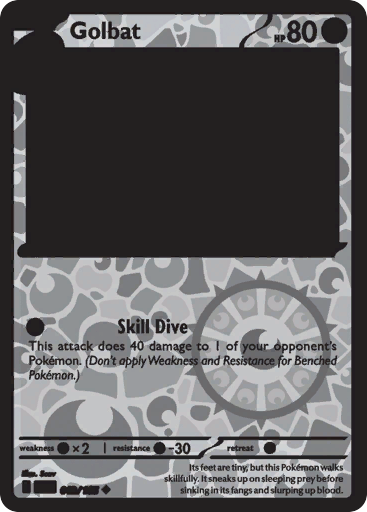 Golbat
HP80
Skill Dive
This attack does 40 damage to 1 of your opponent's
Pokémon. (Don't apply Weakness and Resistance for Benched
Pokémon.)
weakness ×2 resistance -30 retreat
Its feet are tiny, but this Pokémon walks
skillfully. It sneaks up on sleeping prey before
sinking in its fangs and slurping up blood.